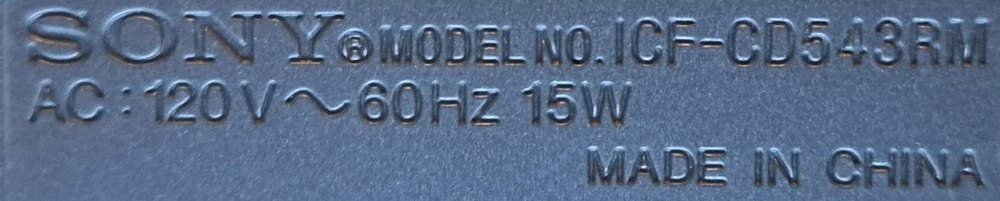 SONY® MODEL NO. ICF-CD543RM
AC : 120V ~ 60Hz 15W
MADE IN CHINA